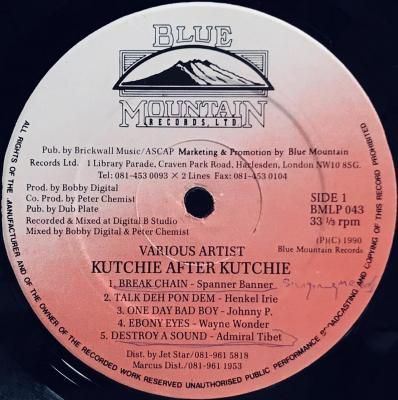 BLUE
MOUNTAIN
RECORDS, LTD
Pub. by Brickwall Music/ASCAP Marketing & Promotion by Blue Mountain
Records Ltd. 1 Library Parade, Craven Park Road, Harlesden, London NW10 8SG.
Tel: 081-453 0093 × 2 Lines Fax: 081-453 0104
Prod. by Bobby Digital
Co. Prod. by Peter Chemist
Pub. by Dub Plate
Recorded & Mixed at Digital B Studio
Mixed by Bobby Digital & Peter Chemist
SIDE 1
BMLP 043
33 1/3 rpm
(P)(C) 1990
Blue Mountain Records
VARIOUS ARTIST
KUTCHIE AFTER KUTCHIE
1. BREAK CHAIN - Spanner Banner
2. TALK DEH PON DEM - Henkel Irie
3. ONE DAY BAD BOY - Johnny P.
4. EBONY EYES - Wayne Wonder
5. DESTROY A SOUND - Admiral Tibet
Dist. by Jet Star/081-961 5818
Marcus Dist./081-961 1953
ALL RIGHTS OF THE MANUFACTURER AND OF THE OWNER OF THE RECORDED WORK RESERVED UNAUTHORISED PUBLIC PERFORMANCE BROADCASTING AND COPYING OF THIS RECORD PROHIBITED